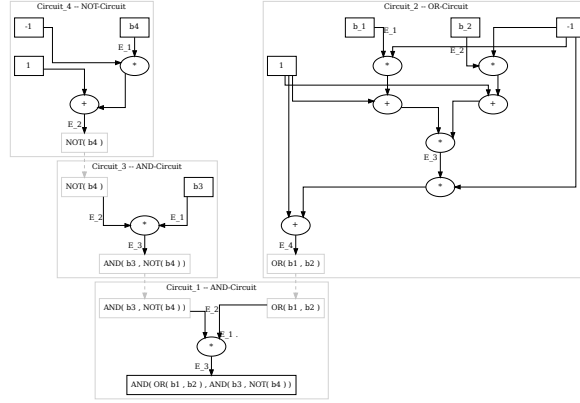 Circuit_4 -- NOT-Circuit
-1
b4
E_1
1
*
+
E_2
NOT( b4 )
Circuit_2 -- OR-Circuit
b_1
b_2
-1
E_1
E_2
1
*
*
+
+
*
E_3
*
+
E_4
OR( b1 , b2 )
Circuit_3 -- AND-Circuit
NOT( b4 )
b3
E_2
E_1
*
E_3
AND( b3 , NOT( b4 ) )
Circuit_1 -- AND-Circuit
AND( b3 , NOT( b4 ) )
OR( b1 , b2 )
E_2
E_1 .
*
E_3
AND( OR( b1 , b2 ) , AND( b3 , NOT( b4 ) ) )